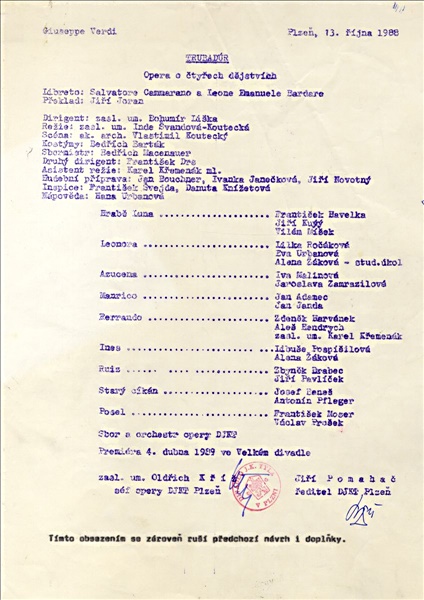 Giuseppe Verdi Plzeň, 13. října 1988
TRUBADÚR
Opera o čtyřech dějstvích
Libreto: Salvatore Cammarano a Leone Emanuele Bardare
Překlad: Jiří Joran
Dirigent: zasl. um. Bohumír Liška
Režie: zasl. um. Inde Švandová-Koutecká
Scéna: ak. arch. Vlastimil Koutecký
Kostýmy: Bedřich Barták
Sbormistr: Bedřich Macenauer
Druhý dirigent: František Drs
Asistent režie: Karel Křemenák ml.
Hudební příprava: Jan Bouchner, Ivanka Janečková, Jiří Novotný
Inspice: František Švejda, Danuta Knížetová
Nápověda: Hana Urbanová
Hrabě Luna .................... František Havelka
Jiří
Vilém Míšek
Leonora ....................... Lilka Ročáková
Eva Urbanová
Alena Žáková - stud.úkol
Azucena ....................... Iva Malinová
Jaroslava Zamrazilová
Manrico ....................... Jan Adamec
Jan Janda
Ferrando ...................... Zdeněk Harvánek
Aleš Hendrych
zasl. um. Karel Křemenák
Ines .......................... Libuše Pospíšilová
Alena Žáková
Ruiz ...... ...... ........... Zbyněk Brabec
Jiří Pavlíček
Starý cikán ................... Josef Beneš
Antonín Pfleger
Posel ......................... František Moser
Václav Prošek
Sbor a orchestr opery DJKT
Premiéra 4. dubna 1989 ve Velkém divadle
zasl. um. Oldřich Kříž Jiří Pomahač
šéf opery DJKT Plzeň ředitel DJKT Plzeň
Tímto obsazením se zároveň ruší předchozí návrh i doplňky.